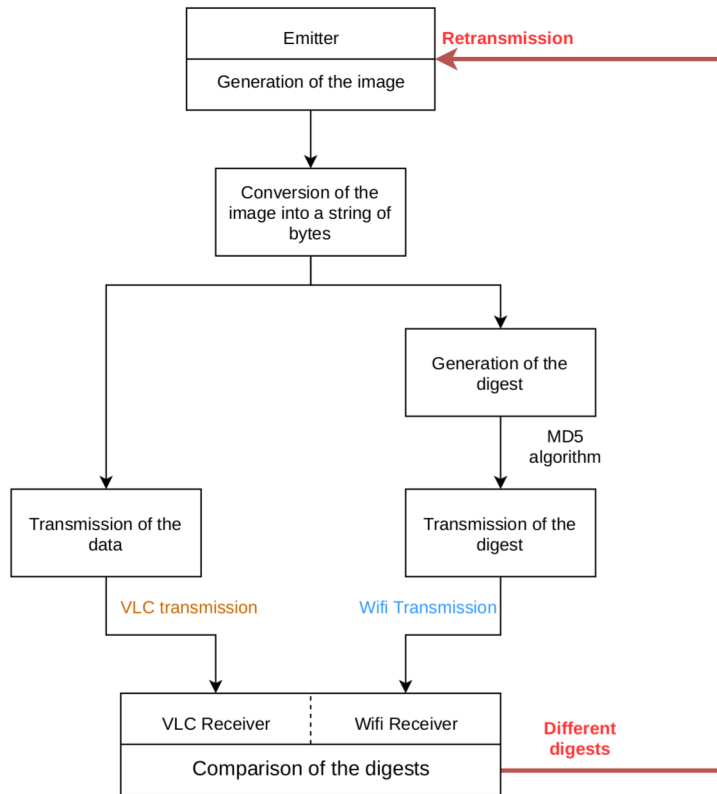 Emitter
Retransmission
Generation of the image
Conversion of the
image into a string of
bytes
Generation of the
digest
MD5
algorithm
Transmission of the
data
Transmission of the
digest
VLC transmission
Wifi Transmission
VLC Receiver
Wifi Receiver
Different
digests
Comparison of the digests